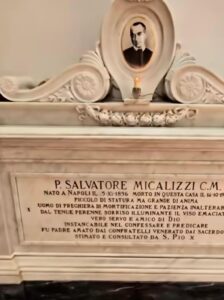 P. SALVATORE MICALIZZI C.M.
NATO A NAPOLI IL 5·XI·1856 MORTO IN QUESTA CASA IL
PICCOLO DI STATURA MA GRANDE DI ANIMA
UOMO DI PREGHIERA DI MORTIFICAZIONE E PAZIENZA INALTERABILE
DAL TENUE PERENNE SORRISO ILLUMINANTE IL VISO EMACIATO
VERO SERVO E AMICO DI DIO
INSTANCABILE NEL CONFESSARE E PREDICARE
FU PADRE AMATO DAI CONFRATELLI VENERATO DAI SACERDO
STIMATO E CONSULTATO DA S. PIO X